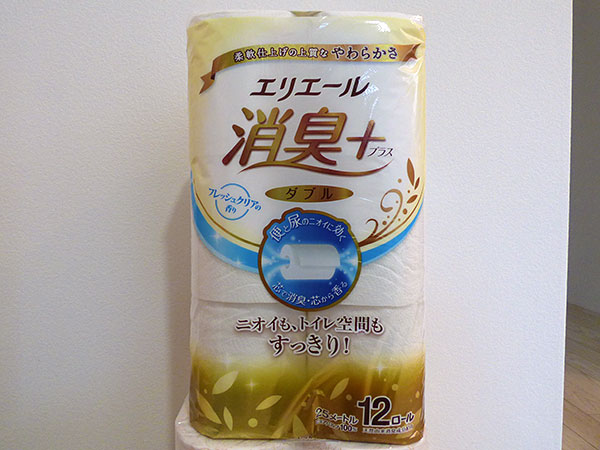 柔軟仕上げの上質な やわらかさ
エリエール
消臭+
プラス
ダブル
フレッシュクリアの
香り
便と尿のニオイに効く
芯で消臭・芯から香る
ニオイも、トイレ空間も
すっきり!
25メートル
12ロール